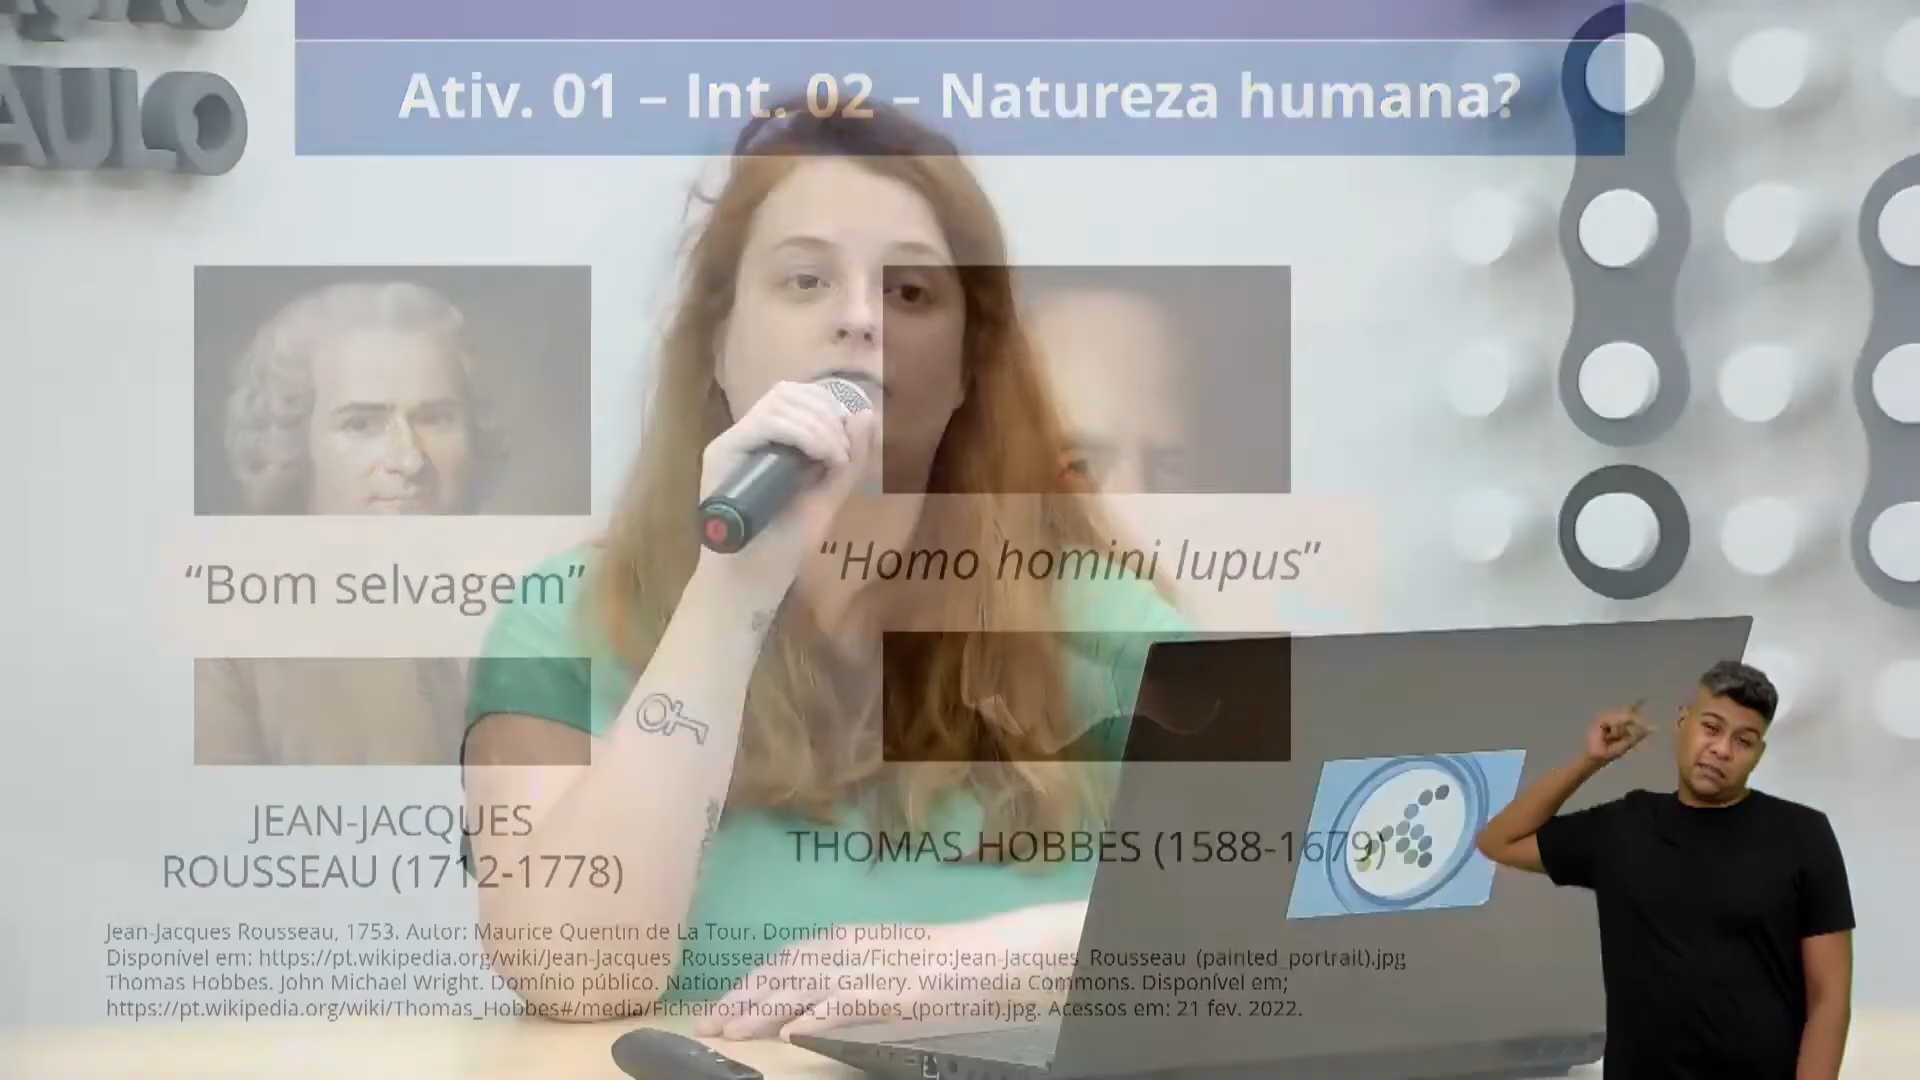 AULO
Ativ. 01 – Int. 02 – Natureza humana?
“Bom selvagem”
“Homo homini lupus”
JEAN-JACQUES
ROUSSEAU (1712-1778)
THOMAS HOBBES (1588-1679)
Jean-Jacques Rousseau, 1753. Autor: Maurice Quentin de La Tour. Domínio público.
Disponível em: https://pt.wikipedia.org/wiki/Jean-Jacques_Rousseau#/media/Ficheiro:Jean-Jacques_Rousseau_(painted_portrait).jpg
Thomas Hobbes. John Michael Wright. Domínio público. National Portrait Gallery. Wikimedia Commons. Disponível em;
https://pt.wikipedia.org/wiki/Thomas_Hobbes#/media/Ficheiro:Thomas_Hobbes_(portrait).jpg. Acessos em: 21 fev. 2022.